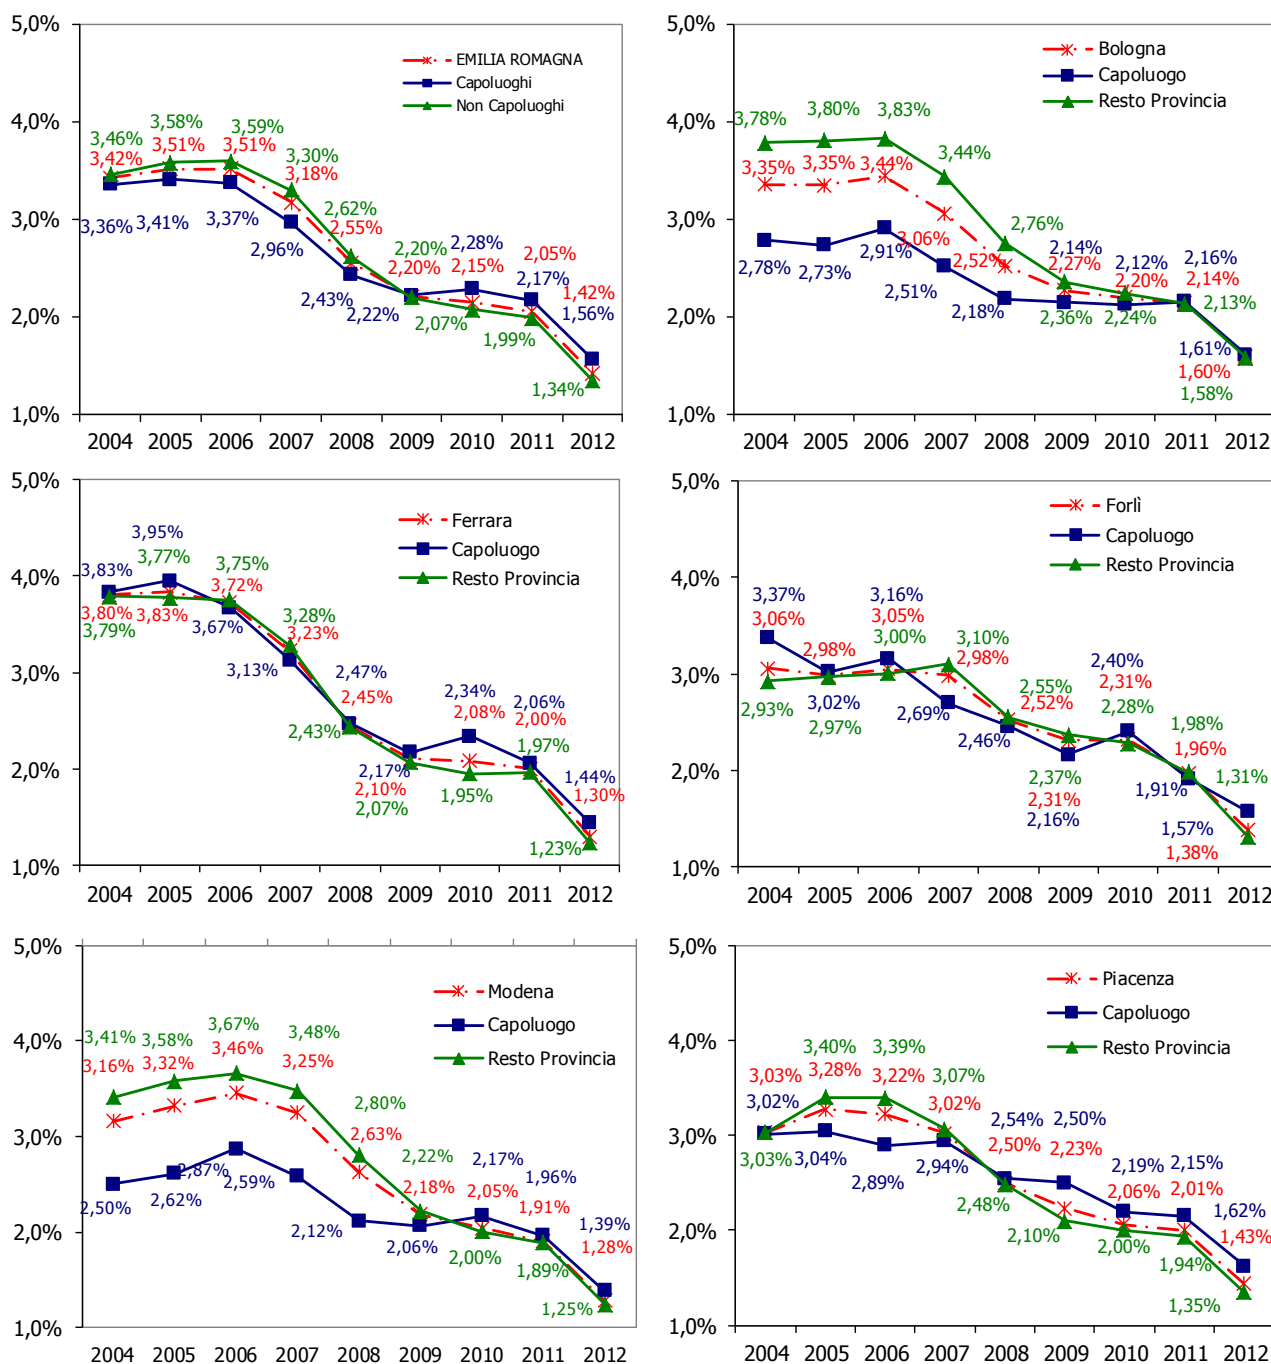 5,0%
4,0%
3,0%
2,0%
1,0%
EMILIA ROMAGNA
Capoluoghi
Non Capoluoghi
3,46% 3,58% 3,59% 3,30% 2,62% 2,20% 2,07% 1,99% 1,34%
3,42% 3,51% 3,51% 3,18% 2,55% 2,20% 2,15% 2,05% 1,42%
3,36% 3,41% 3,37% 2,96% 2,43% 2,22% 2,28% 2,17% 1,56%
2004 2005 2006 2007 2008 2009 2010 2011 2012
5,0%
4,0%
3,0%
2,0%
1,0%
Bologna
Capoluogo
Resto Provincia
3,78% 3,80% 3,83% 3,44% 2,76% 2,36% 2,24% 2,13% 1,58%
3,35% 3,35% 3,44% 3,06% 2,52% 2,27% 2,20% 2,14% 1,60%
2,78% 2,73% 2,91% 2,51% 2,18% 2,14% 2,12% 2,16% 1,61%
2004 2005 2006 2007 2008 2009 2010 2011 2012
5,0%
4,0%
3,0%
2,0%
1,0%
Ferrara
Capoluogo
Resto Provincia
3,83% 3,95% 3,67% 3,13% 2,47% 2,17% 2,34% 2,06% 1,44%
3,80% 3,83% 3,72% 3,23% 2,45% 2,10% 2,08% 2,00% 1,30%
3,79% 3,77% 3,75% 3,28% 2,43% 2,07% 1,95% 1,97% 1,23%
2004 2005 2006 2007 2008 2009 2010 2011 2012
5,0%
4,0%
3,0%
2,0%
1,0%
Forlì
Capoluogo
Resto Provincia
3,37% 3,02% 3,16% 2,69% 2,46% 2,16% 2,40% 1,91% 1,57%
3,06% 2,98% 3,05% 2,98% 2,52% 2,31% 2,31% 1,96% 1,38%
2,93% 2,97% 3,00% 3,10% 2,55% 2,37% 2,28% 1,98% 1,31%
2004 2005 2006 2007 2008 2009 2010 2011 2012
5,0%
4,0%
3,0%
2,0%
1,0%
Modena
Capoluogo
Resto Provincia
3,41% 3,58% 3,67% 3,48% 2,80% 2,22% 2,00% 1,89% 1,25%
3,16% 3,32% 3,46% 3,25% 2,63% 2,18% 2,05% 1,91% 1,28%
2,50% 2,62% 2,87% 2,59% 2,12% 2,06% 2,17% 1,96% 1,39%
2004 2005 2006 2007 2008 2009 2010 2011 2012
5,0%
4,0%
3,0%
2,0%
1,0%
Piacenza
Capoluogo
Resto Provincia
3,03% 3,28% 3,22% 3,02% 2,50% 2,23% 2,06% 2,01% 1,43%
3,02% 3,04% 2,89% 2,94% 2,54% 2,50% 2,19% 2,15% 1,62%
3,03% 3,40% 3,39% 3,07% 2,48% 2,10% 2,00% 1,94% 1,35%
2004 2005 2006 2007 2008 2009 2010 2011 2012